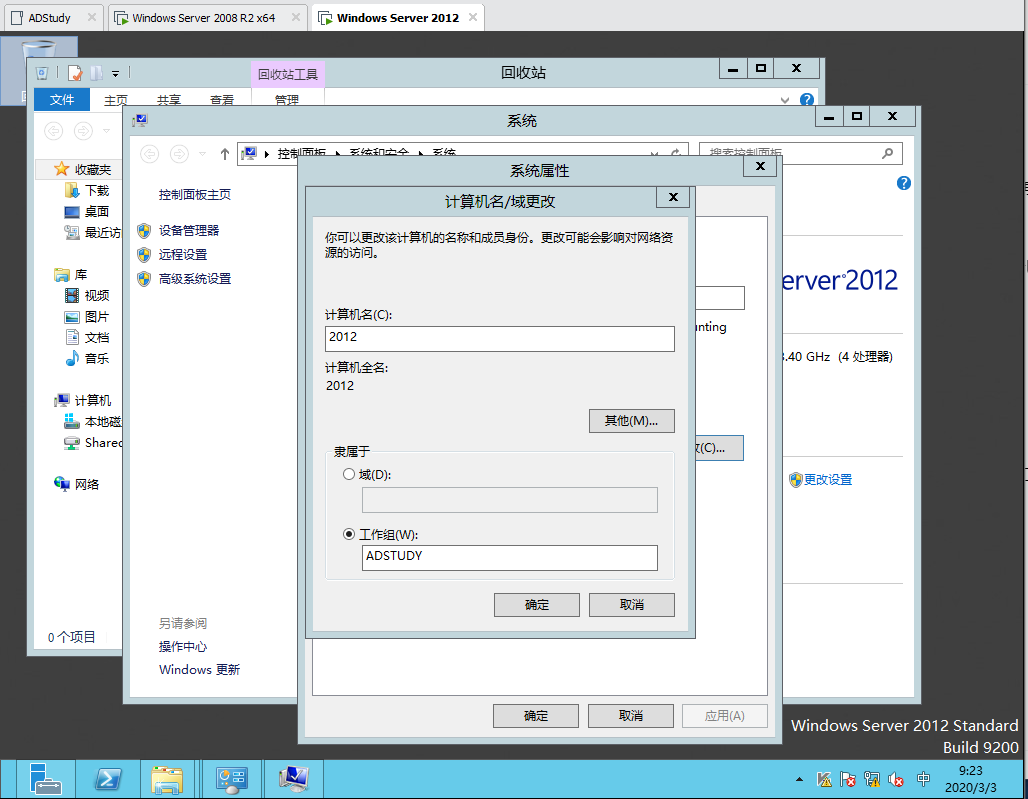 ADStudy
Windows Server 2008 R2 x64
Windows Server 2012
回收站工具
回收站
文件
主页
共享
查看
管理
系统
控制面板
系统和安全
系统
搜索控制面板
收藏夹
下载
桌面
最近访
库
视频
图片
文档
音乐
计算机
本地磁
Shared
网络
0 个项目
控制面板主页
设备管理器
远程设置
高级系统设置
另请参阅
操作中心
Windows 更新
erver 2012
.40 GHz (4 处理器)
更改设置
系统属性
unting
(C)...
计算机名/域更改
你可以更改该计算机的名称和成员身份。更改可能会影响对网络资
源的访问。
计算机名(C):
2012
计算机全名:
2012
其他(M)...
隶属于
域(D):
工作组(W):
ADSTUDY
确定
取消
确定
取消
应用(A)
Windows Server 2012 Standard
Build 9200
中
9:23
2020/3/3